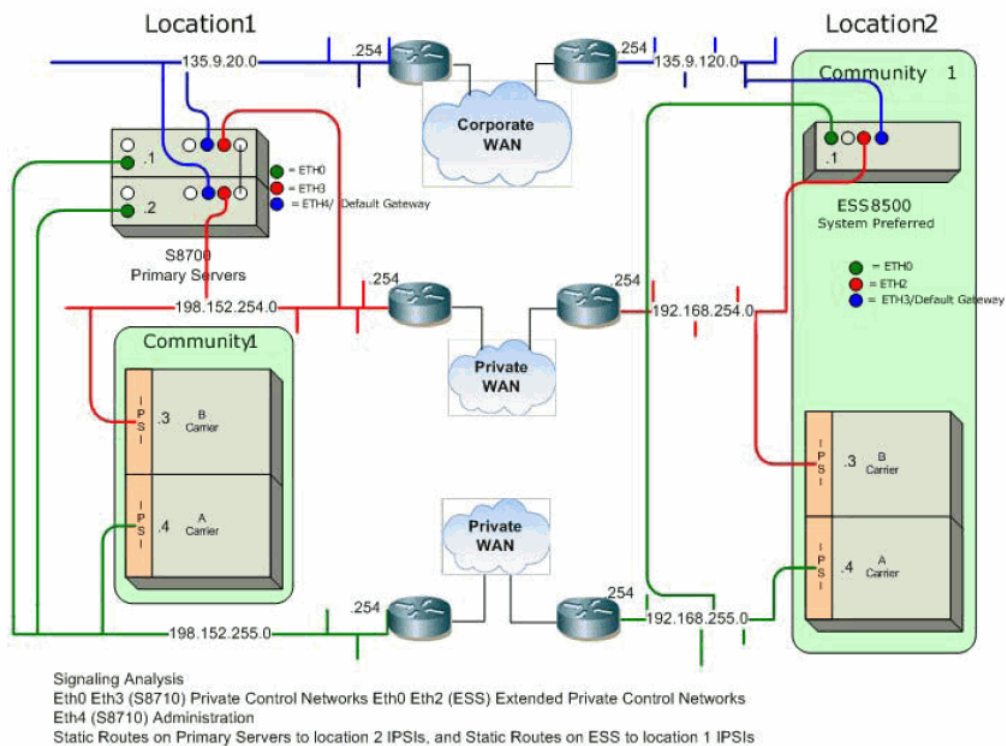 Location1
Location2
.254
.254
135.9.20.0
135.9.120.0
Community 1
Corporate
WAN
.1
.2
= ETH0
= ETH3
= ETH4/ Default Gateway
.1
S8700
Primary Servers
ESS8500
System Preferred
= ETH0
= ETH2
= ETH3/Default Gateway
.254
.254
198.152.254.0
192.168.254.0
Community1
Private
WAN
I
P
S
I
.3
B
Carrier
I
P
S
I
.4
A
Carrier
I
P
S
I
.3
B
Carrier
I
P
S
I
.4
A
Carrier
Private
WAN
.254
.254
198.152.255.0
192.168.255.0
Signaling Analysis
Eth0 Eth3 (S8710) Private Control Networks Eth0 Eth2 (ESS) Extended Private Control Networks
Eth4 (S8710) Administration
Static Routes on Primary Servers to location 2 IPSIs, and Static Routes on ESS to location 1 IPSIs